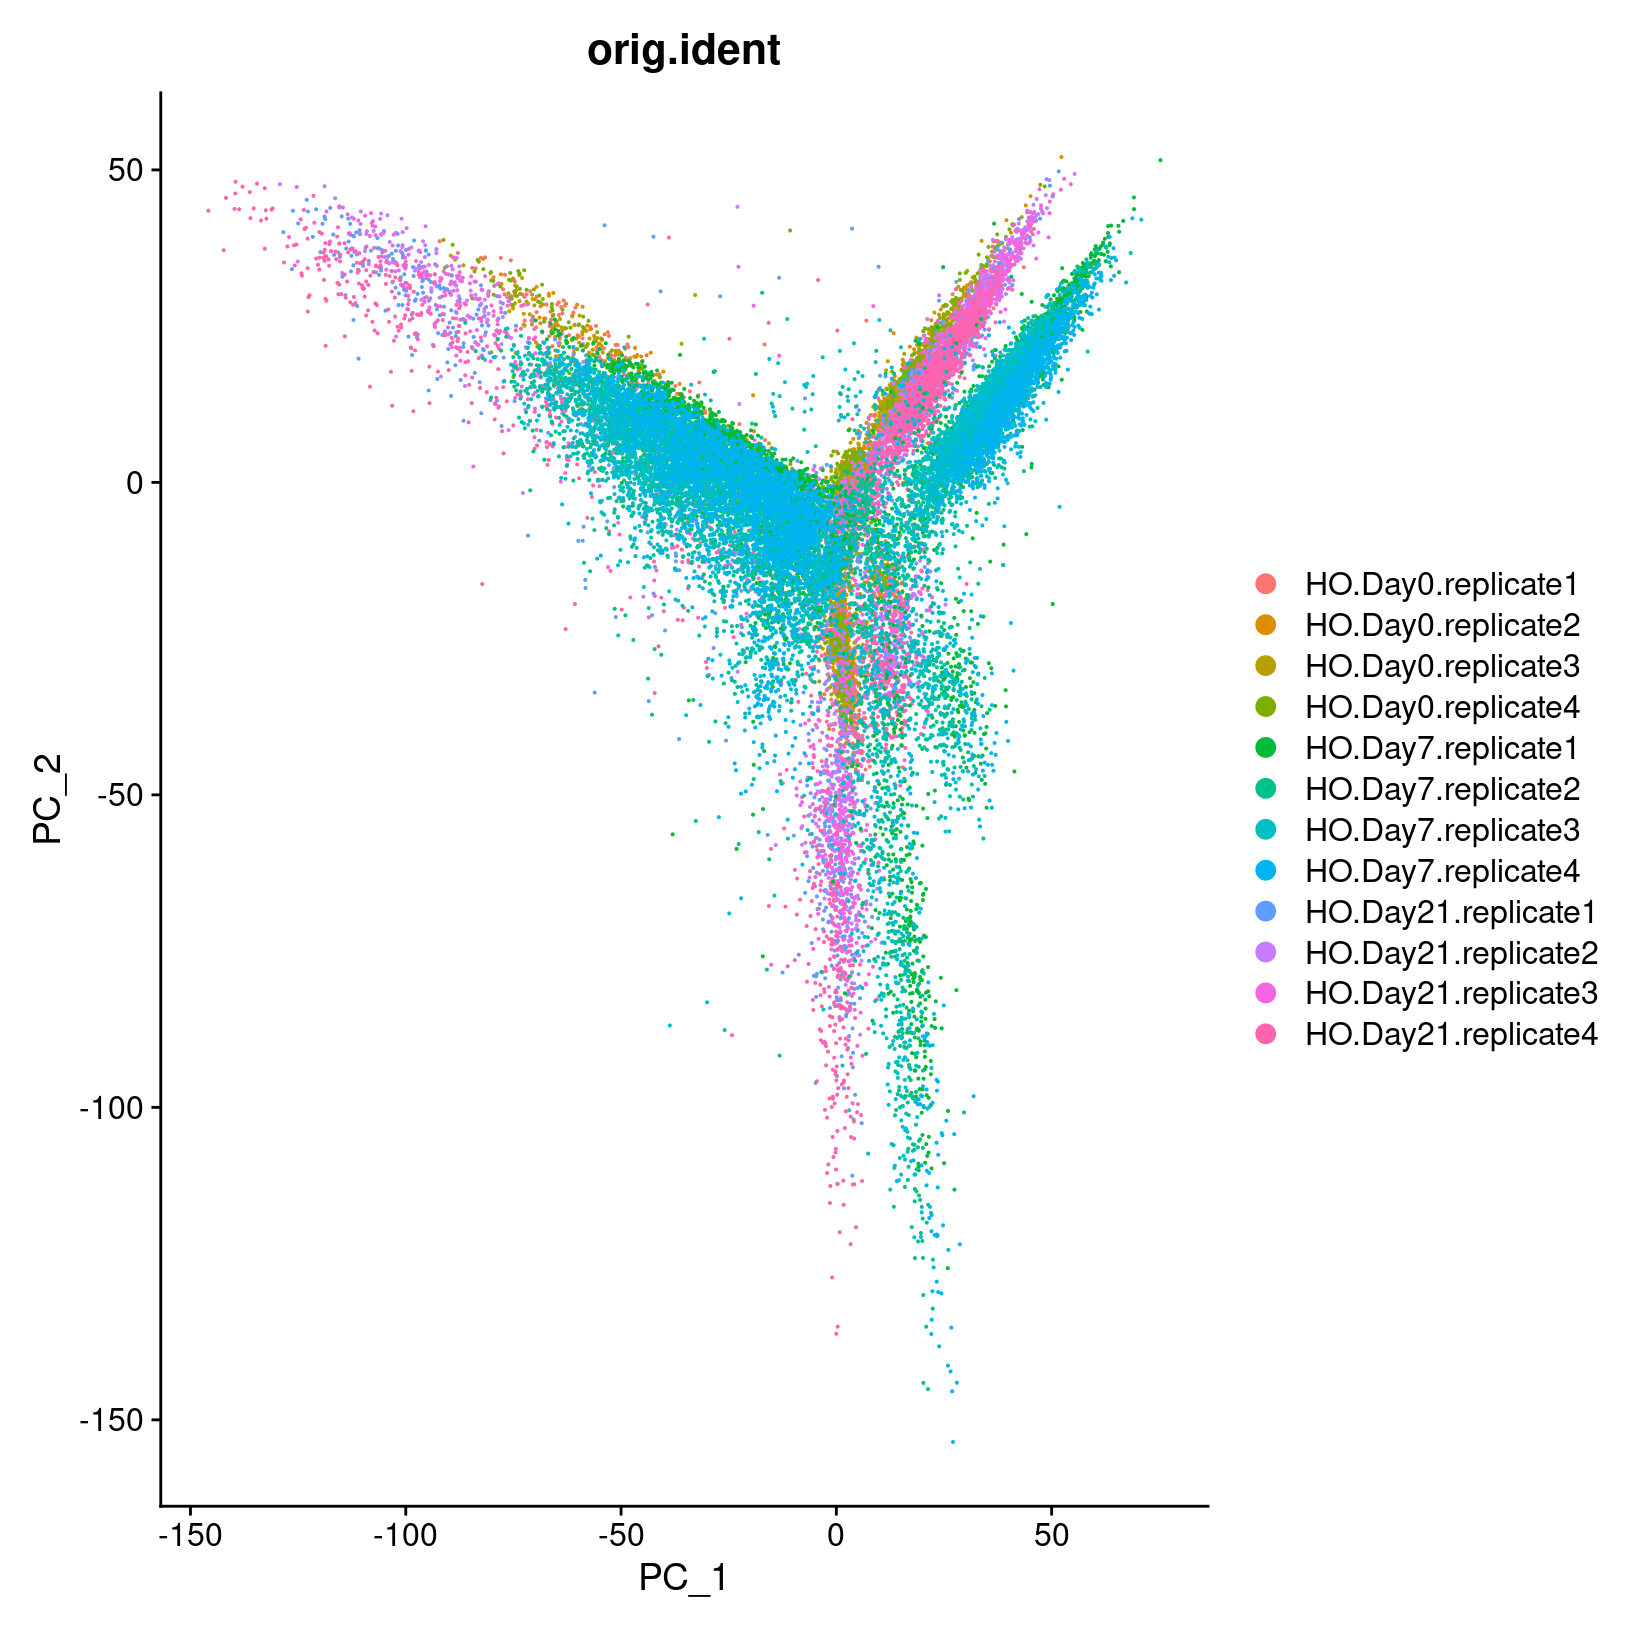 orig.ident
50
0
-50
-100
-150
PC_2
-150
-100
-50
0
50
PC_1
HO.Day0.replicate1
HO.Day0.replicate2
HO.Day0.replicate3
HO.Day0.replicate4
HO.Day7.replicate1
HO.Day7.replicate2
HO.Day7.replicate3
HO.Day7.replicate4
HO.Day21.replicate1
HO.Day21.replicate2
HO.Day21.replicate3
HO.Day21.replicate4